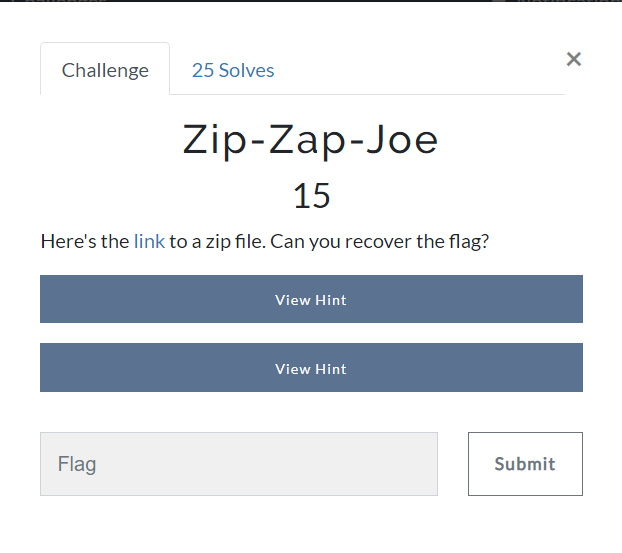 Challenge
25 Solves
×
Zip-Zap-Joe
15
Here's the link to a zip file. Can you recover the flag?
View Hint
View Hint
Flag
Submit